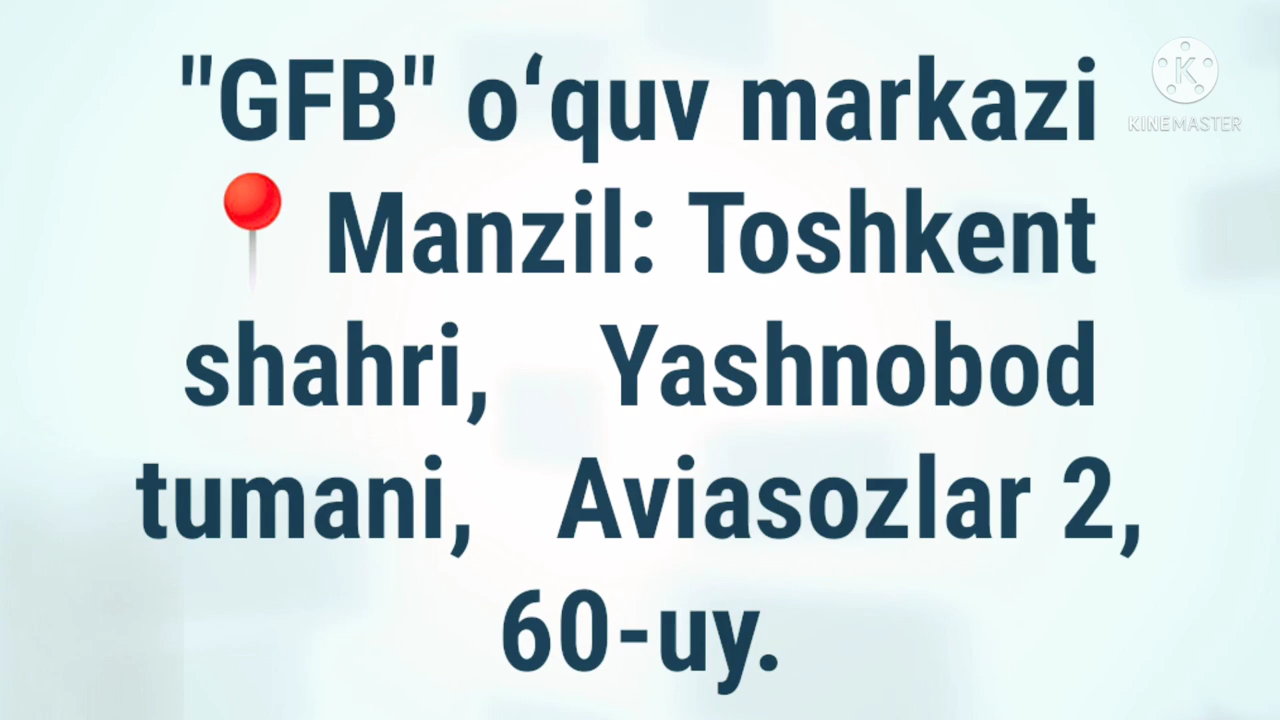 "GFB" o‘quv markazi
📍 Manzil: Toshkent
shahri, Yashnobod
tumani, Aviasozlar 2,
60-uy.
K
KINEMASTER